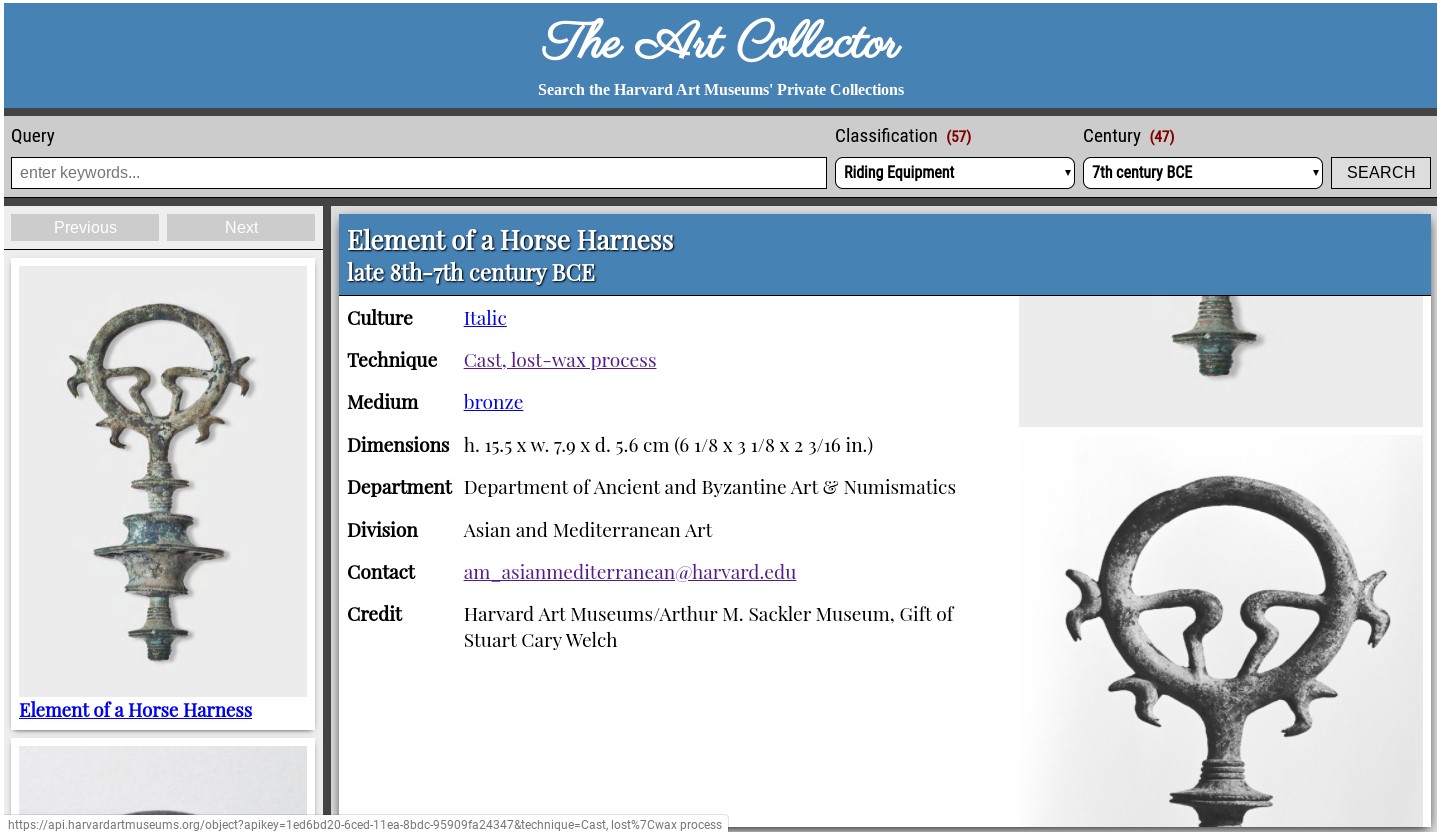 The Art Collector
Search the Harvard Art Museums' Private Collections
Query
Classification (57)
Century (47)
enter keywords...
Riding Equipment
7th century BCE
SEARCH
Previous
Next
Element of a Horse Harness
Element of a Horse Harness
late 8th-7th century BCE
Culture Italic
Technique Cast, lost-wax process
Medium bronze
Dimensions h. 15.5 x w. 7.9 x d. 5.6 cm (6 1/8 x 3 1/8 x 2 3/16 in.)
Department Department of Ancient and Byzantine Art & Numismatics
Division Asian and Mediterranean Art
Contact am_asianmediterranean@harvard.edu
Credit Harvard Art Museums/Arthur M. Sackler Museum, Gift of
Stuart Cary Welch
https://api.harvardartmuseums.org/object?apikey=1ed6bd20-6ced-11ea-8bdc-95909fa24347&technique=Cast, lost%7Cwax process